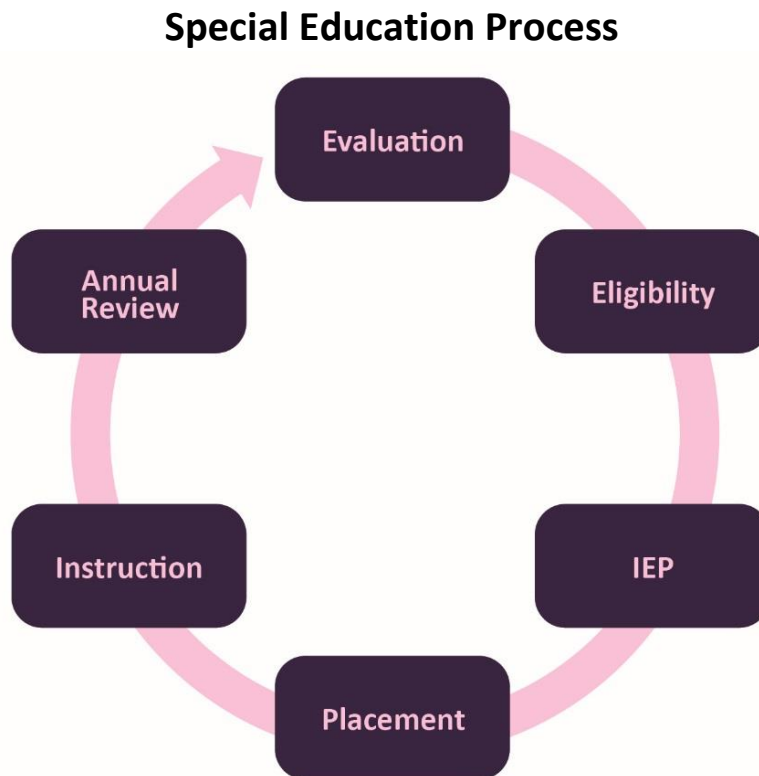 Special Education Process
Evaluation
Eligibility
IEP
Placement
Instruction
Annual
Review